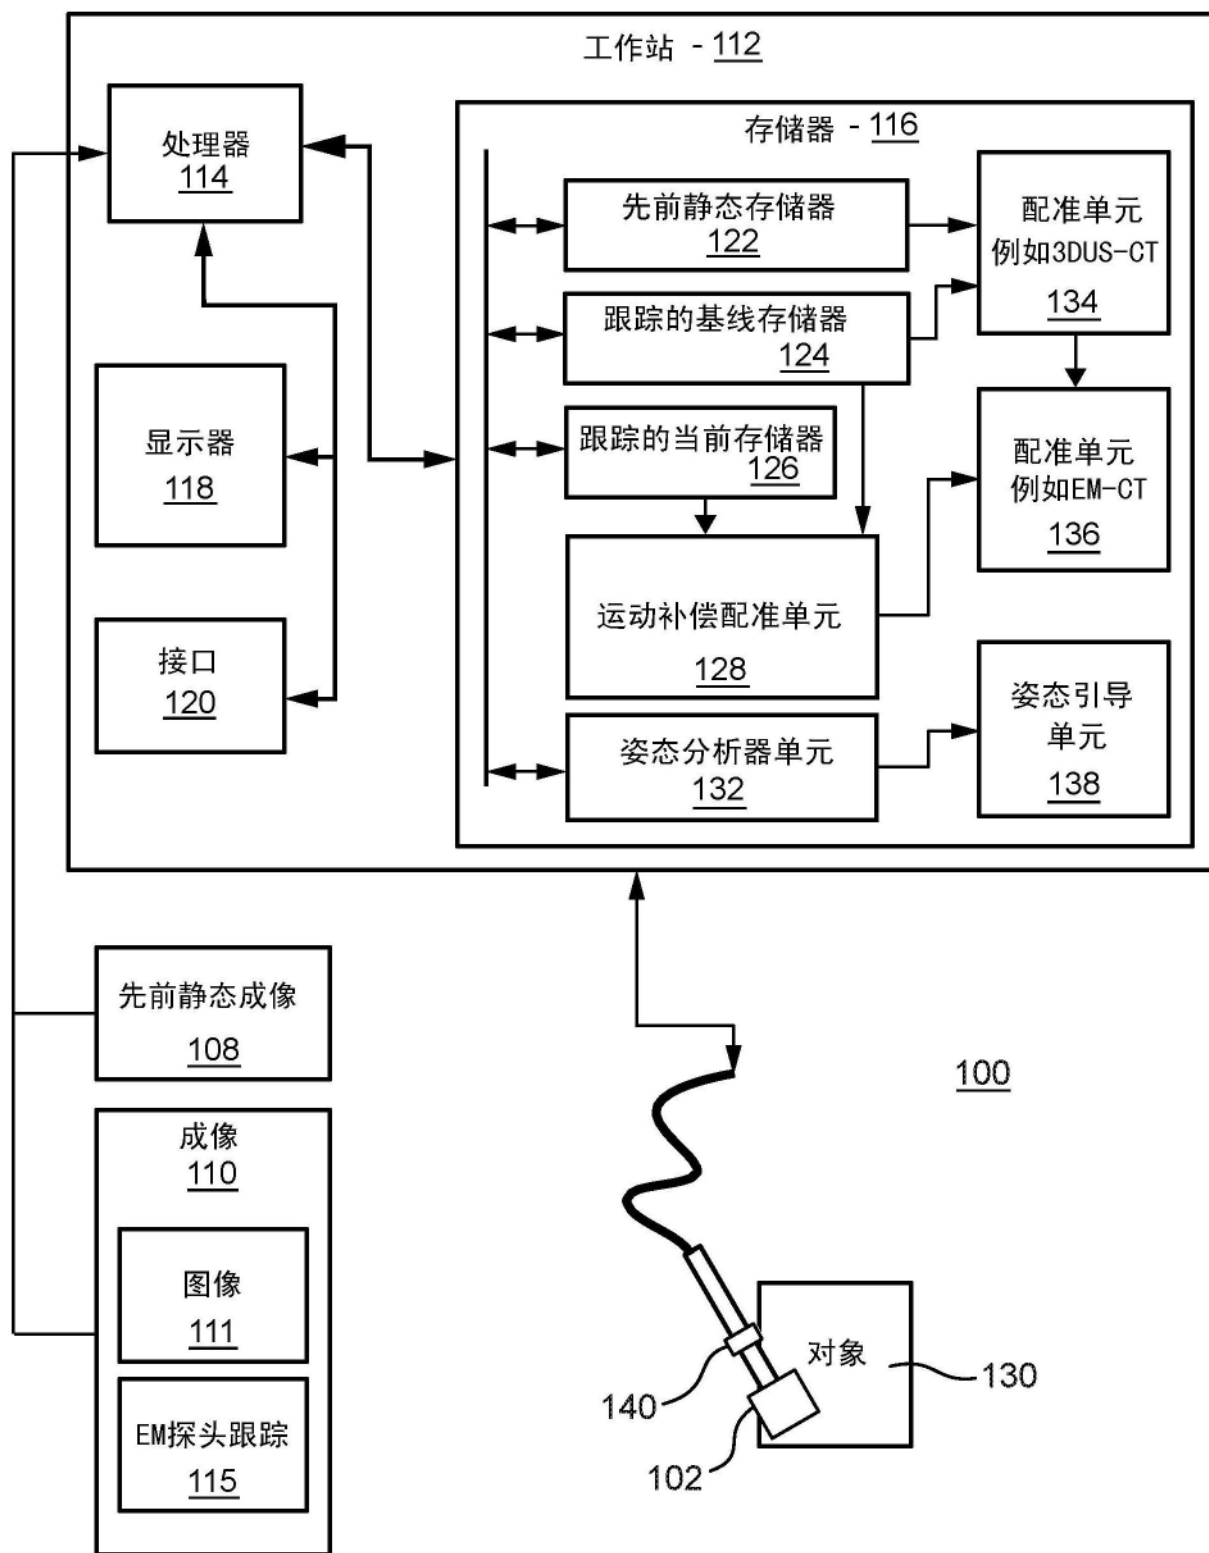 工作站 - 112
处理器
114
存储器 - 116
先前静态存储器
122
配准单元
例如3DUS-CT
134
跟踪的基线存储器
124
显示器
118
跟踪的当前存储器
126
配准单元
例如EM-CT
136
运动补偿配准单元
128
接口
120
姿态分析器单元
132
姿态引导
单元
138
先前静态成像
108
100
成像
110
图像
111
EM探头跟踪
115
对象
130
140
102